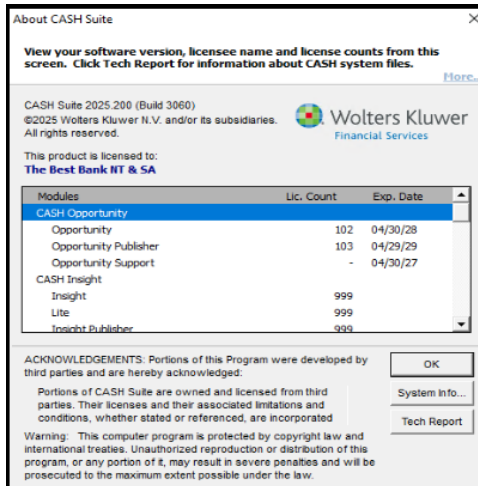 About CASH Suite
View your software version, licensee name and license counts from this
screen. Click Tech Report for information about CASH system files.
More..
CASH Suite 2025.200 (Build 3060)
©2025 Wolters Kluwer N.V. and/or its subsidiaries.
All rights reserved.
Wolters Kluwer
Financial Services
This product is licensed to:
The Best Bank NT & SA
Modules Lic. Count Exp. Date
CASH Opportunity
Opportunity 102 04/30/28
Opportunity Publisher 103 04/29/29
Opportunity Support - 04/30/27
CASH Insight
Insight 999
Lite 999
Insight Publisher 999
ACKNOWLEDGEMENTS: Portions of this Program were developed by
third parties and are hereby acknowledged:
Portions of CASH Suite are owned and licensed from third
parties. Their licenses and their associated limitations and
conditions, whether stated or referenced, are incorporated
OK
System Info...
Tech Report
Warning: This computer program is protected by copyright law and
international treaties. Unauthorized reproduction or distribution of this
program, or any portion of it, may result in severe penalties and will be
prosecuted to the maximum extent possible under the law.